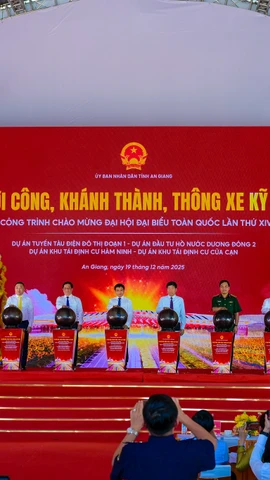 ỦY BAN NHÂN DÂN TỈNH AN GIANG
I CÔNG, KHÁNH THÀNH, THÔNG XE KỸ
CÔNG TRÌNH CHÀO MỪNG ĐẠI HỘI ĐẠI BIỂU TOÀN QUỐC LẦN THỨ XIV
DỰ ÁN TUYẾN TÀU ĐIỆN ĐÔ THỊ ĐOẠN 1 - DỰ ÁN ĐẦU TƯ HỒ NƯỚC DƯƠNG ĐÔNG 2
DỰ ÁN KHU TÁI ĐỊNH CƯ HÀM NINH - DỰ ÁN KHU TÁI ĐỊNH CƯ CỬA CẠN
An Giang, ngày 19 tháng 12 năm 2025